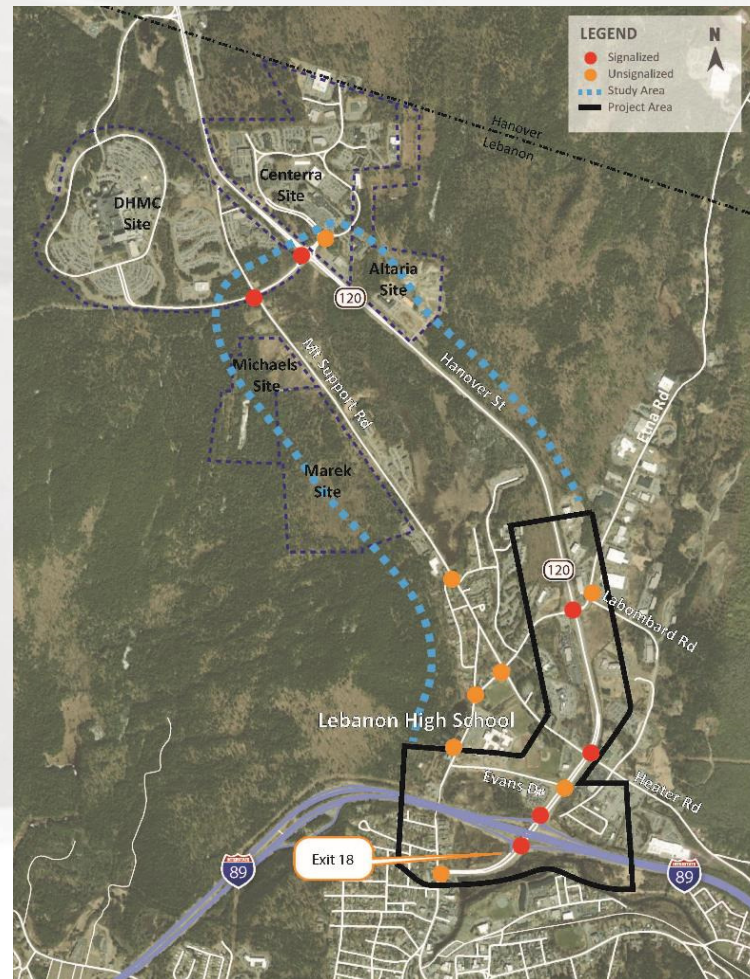 LEGEND
N
Signalized
Unsignalized
Study Area
Project Area
Hanover
Lebanon
Centerra
Site
DHMC
Site
Altaria
Site
120
Hanover St
Mt Support Rd
Michaels
Site
Etna Rd
Marek
Site
120
Labombard Rd
Lebanon High School
Evans Dr
Heater Rd
Exit 18
INTERSTATE
89
INTERSTATE
89